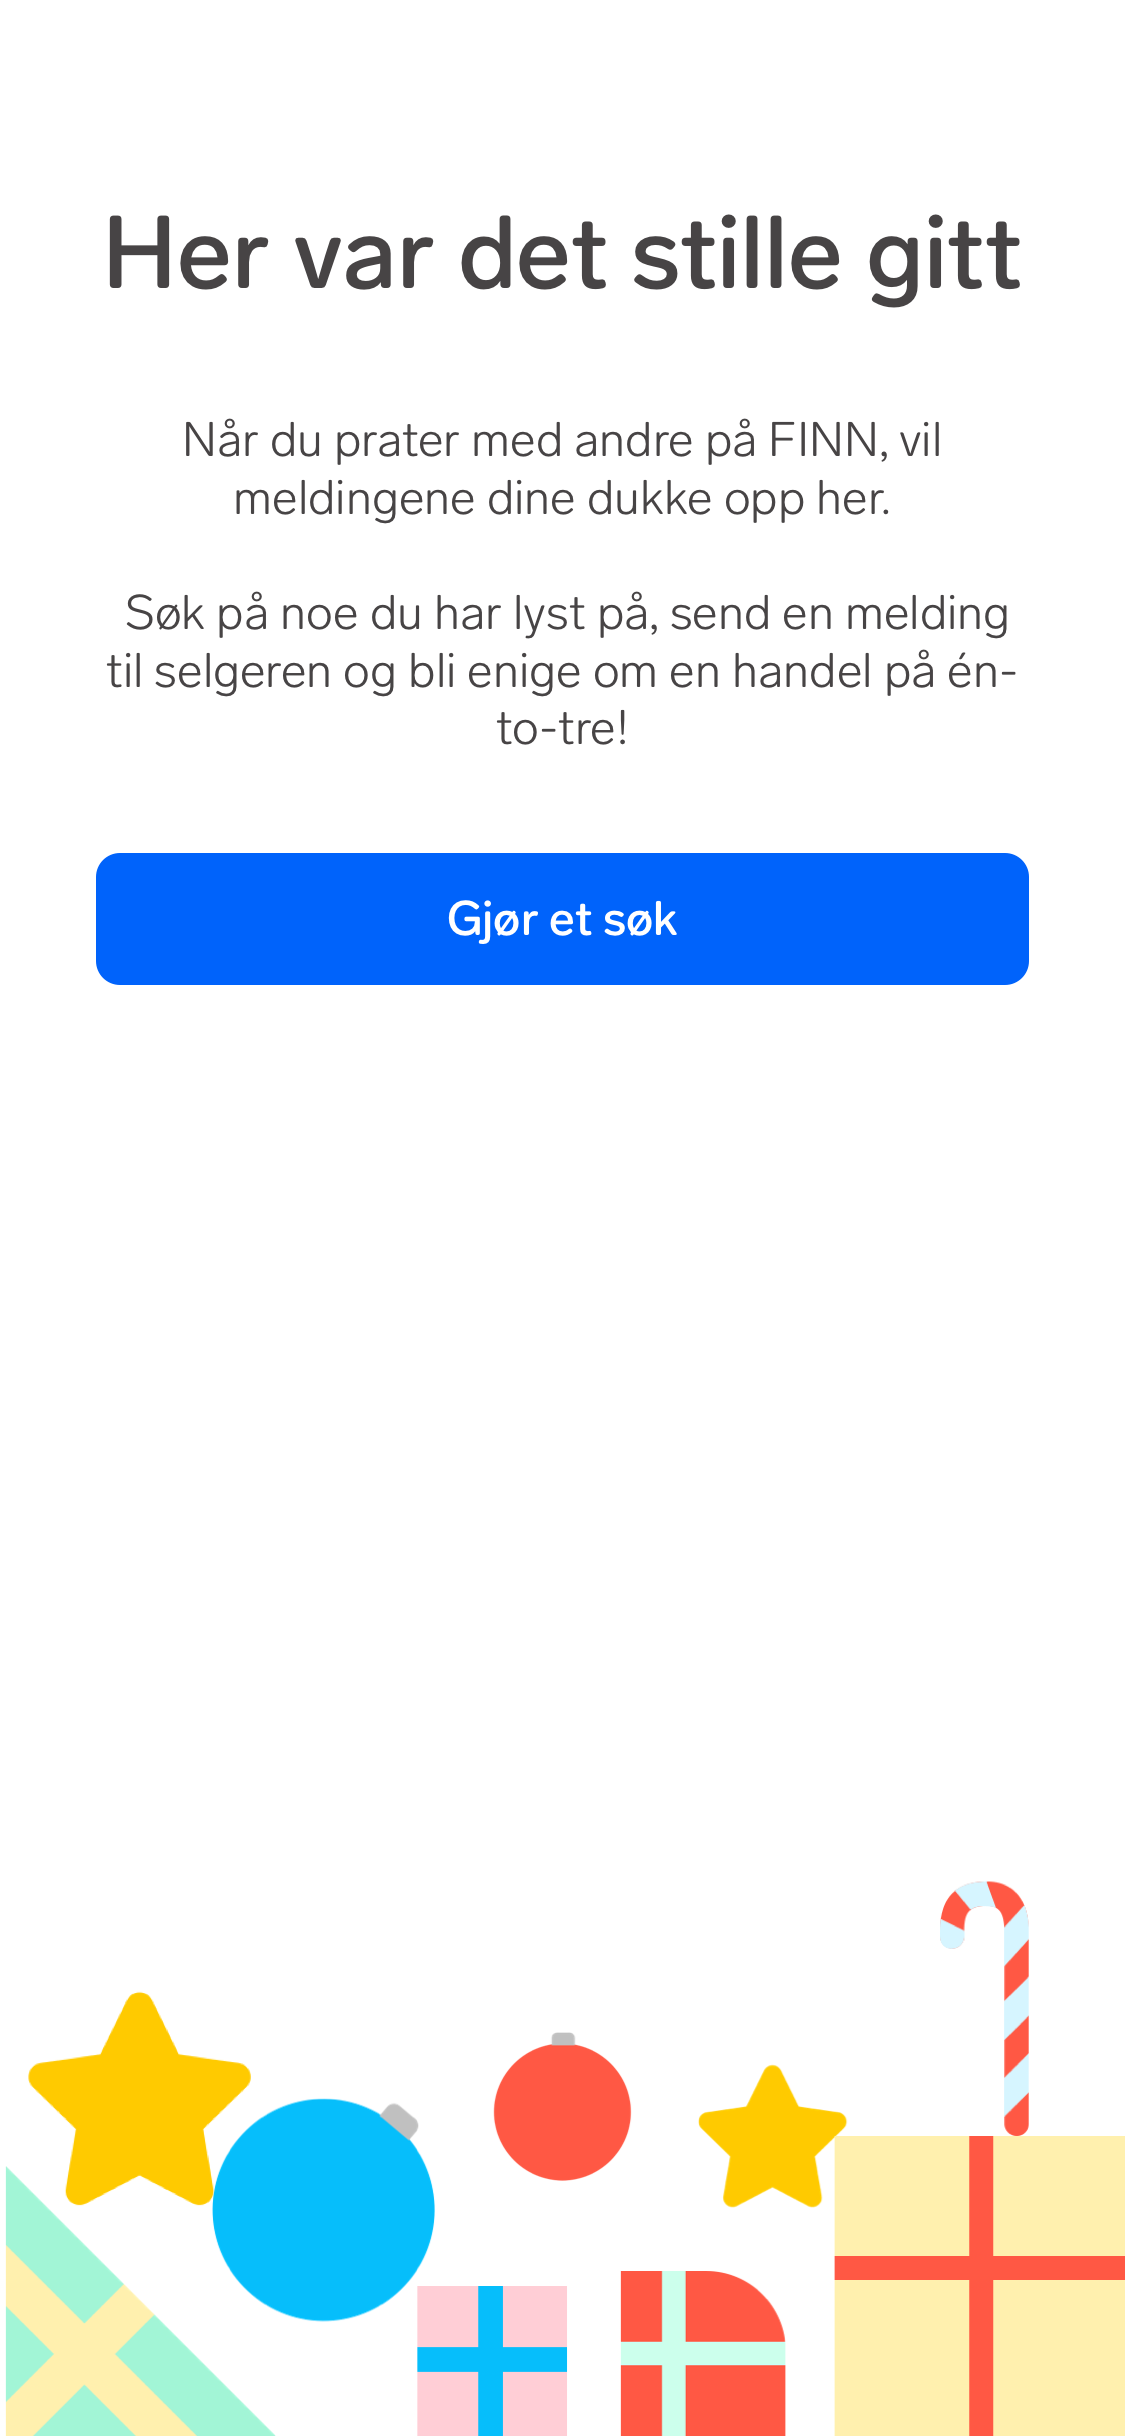 Her var det stille gitt
Når du prater med andre på FINN, vil
meldingene dine dukke opp her.
Søk på noe du har lyst på, send en melding
til selgeren og bli enige om en handel på én-
to-tre!
Gjør et søk